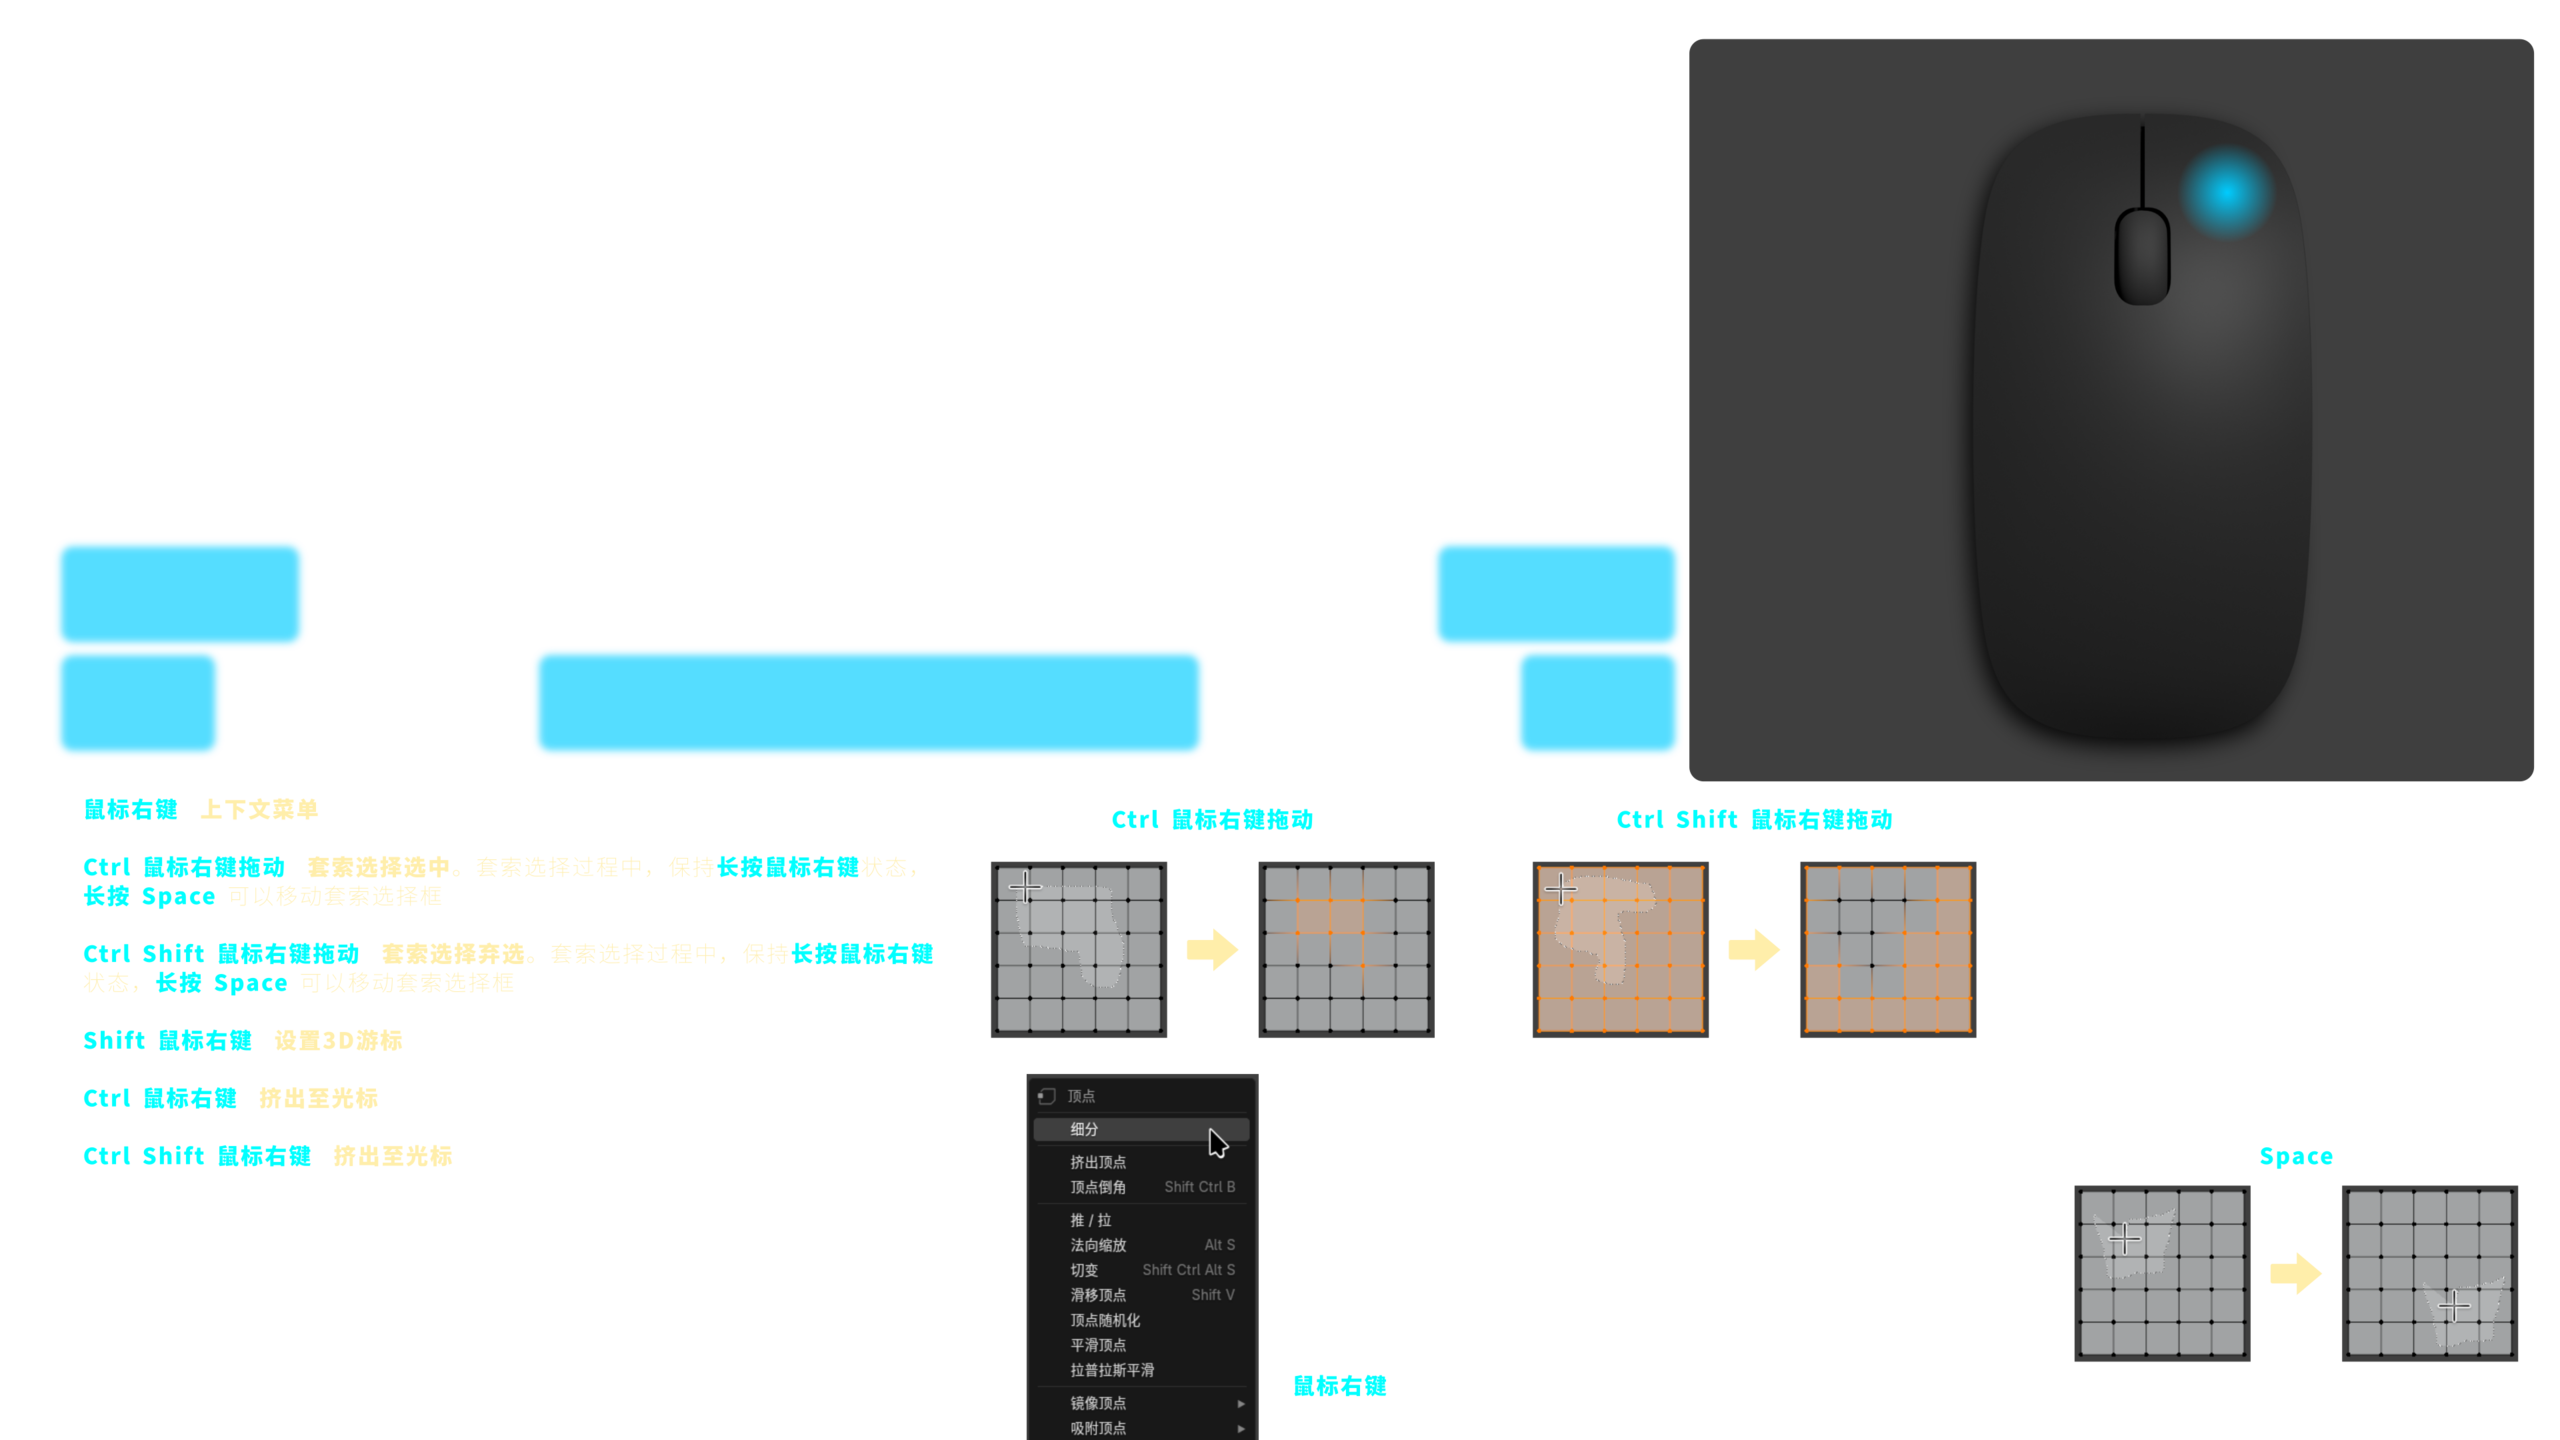 鼠标右键 上下文菜单
Ctrl 鼠标右键拖动 套索选择选中。套索选择过程中，保持长按鼠标右键状态，
长按 Space 可以移动套索选择框
Ctrl Shift 鼠标右键拖动 套索选择弃选。套索选择过程中，保持长按鼠标右键
状态，长按 Space 可以移动套索选择框
Shift 鼠标右键 设置3D游标
Ctrl 鼠标右键 挤出至光标
Ctrl Shift 鼠标右键 挤出至光标
Ctrl 鼠标右键拖动
Ctrl Shift 鼠标右键拖动
顶点
细分
挤出顶点
顶点倒角 Shift Ctrl B
推 / 拉
法向缩放 Alt S
切变 Shift Ctrl Alt S
滑移顶点 Shift V
顶点随机化
平滑顶点
拉普拉斯平滑
镜像顶点
吸附顶点
鼠标右键
Space